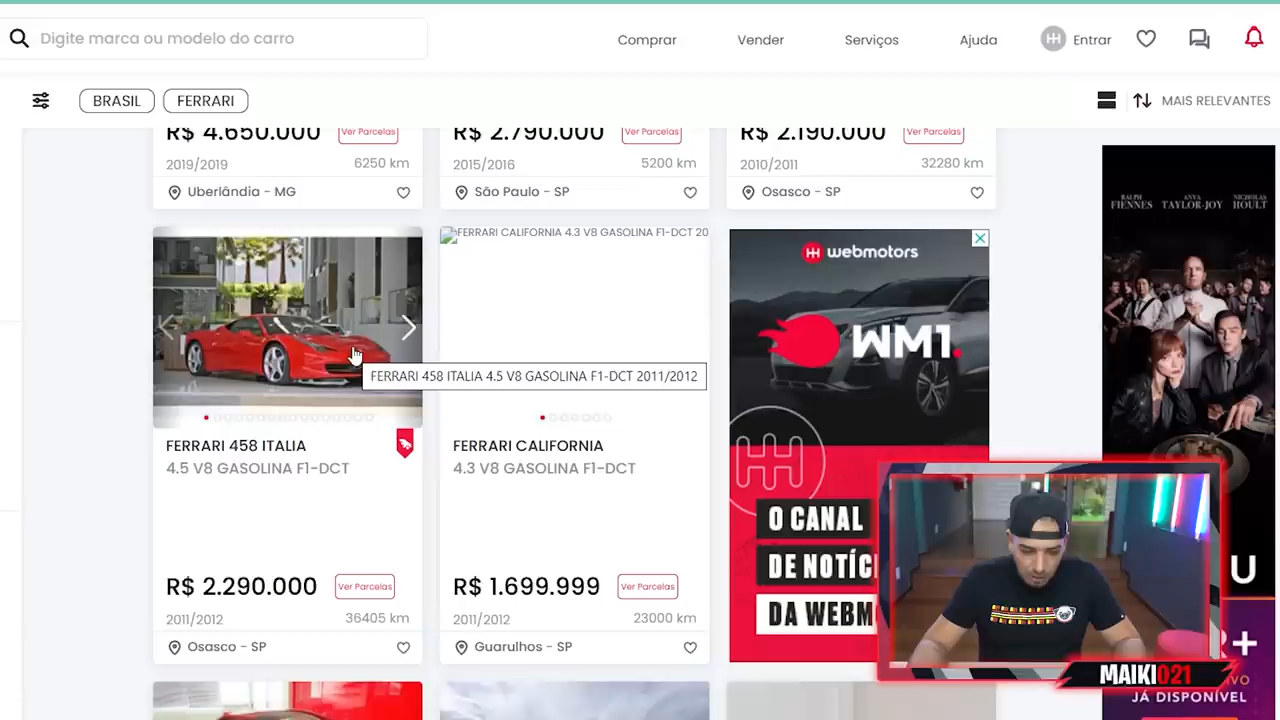 Digite marca ou modelo do carro
Comprar
Vender
Serviços
Ajuda
Entrar
BRASIL
FERRARI
MAIS RELEVANTES
R$ 4.650.000
Ver Parcelas
2019/2019
6250 km
Uberlândia - MG
R$ 2.790.000
Ver Parcelas
2015/2016
5200 km
São Paulo - SP
R$ 2.190.000
Ver Parcelas
2010/2011
32280 km
Osasco - SP
FERRARI 458 ITALIA 4.5 V8 GASOLINA F1-DCT 2011/2012
FERRARI 458 ITALIA
4.5 V8 GASOLINA F1-DCT
R$ 2.290.000
Ver Parcelas
2011/2012
36405 km
Osasco - SP
FERRARI CALIFORNIA 4.3 V8 GASOLINA F1-DCT 20
FERRARI CALIFORNIA
4.3 V8 GASOLINA F1-DCT
R$ 1.699.999
Ver Parcelas
2011/2012
23000 km
Guarulhos - SP
webmotors
WM1.
O CANAL
DE NOTÍC
DA WEBM
RALPH FIENNES
ANYA TAYLOR-JOY
NICHOLAS HOULT
U
R+
IVO
JÁ DISPONÍVEL
MAIKI021